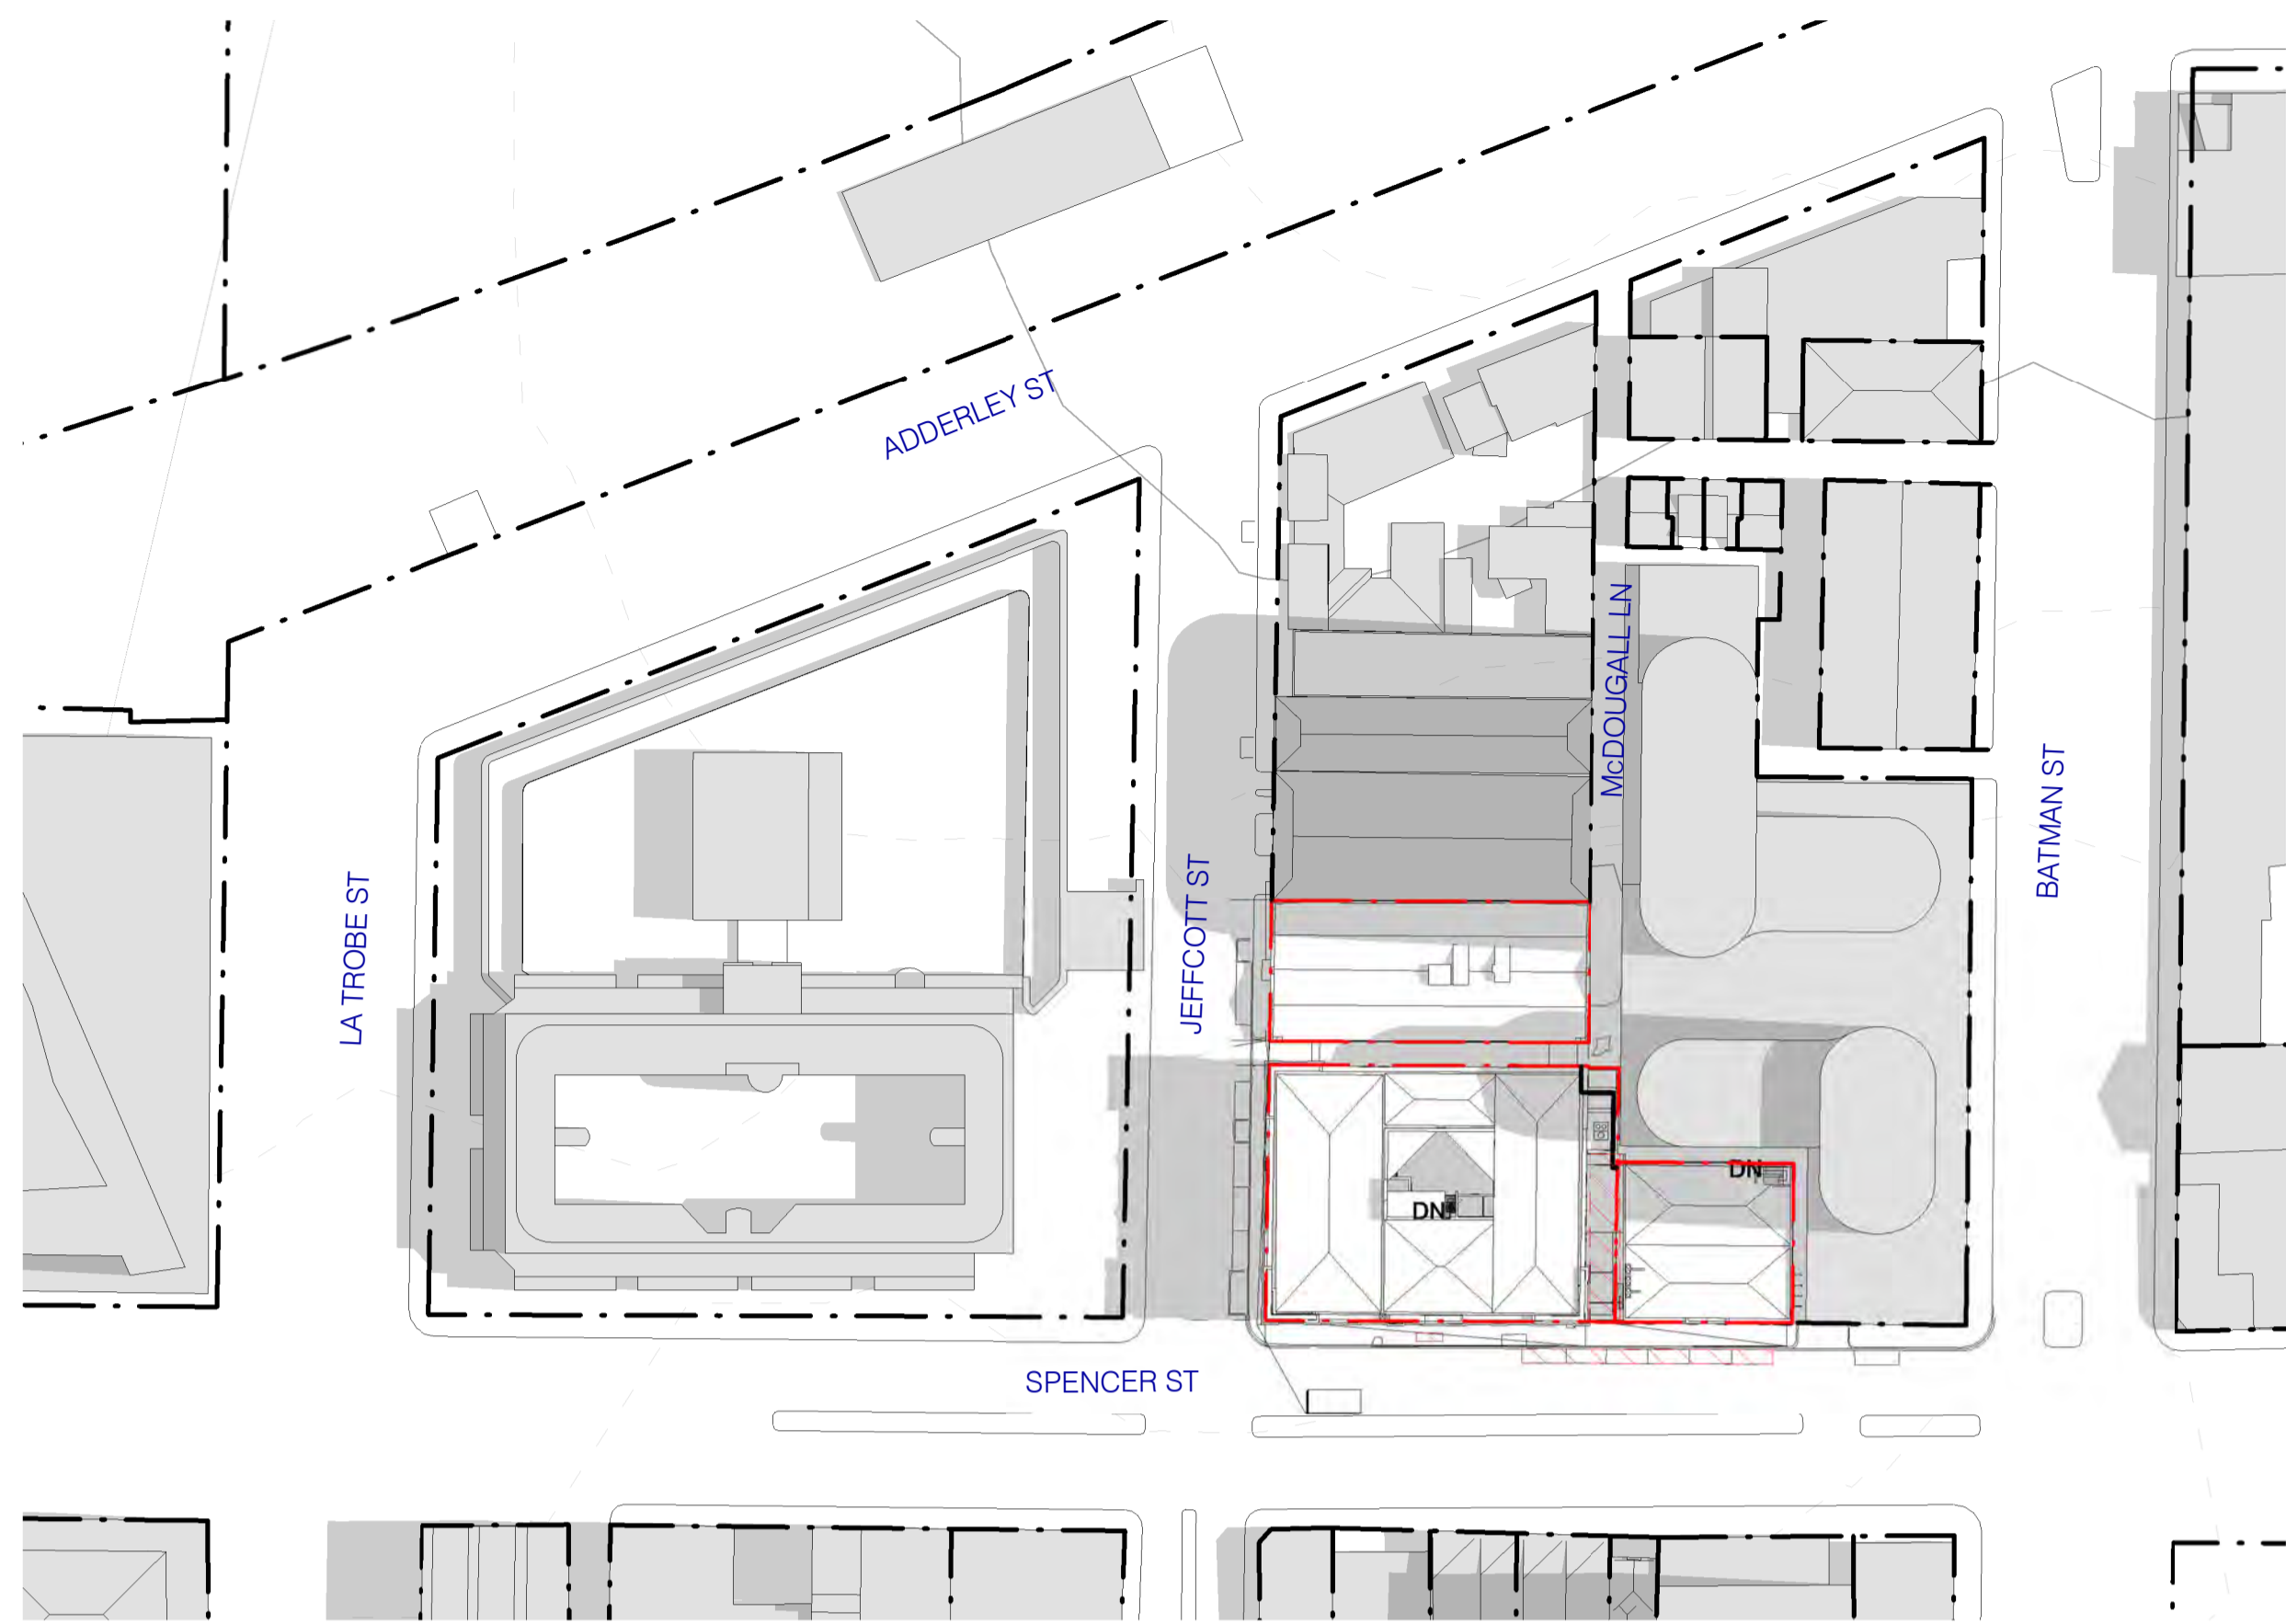 ADDERLEY ST
McDOUGALL LN
BATMAN ST
JEFFCOTT ST
LA TROBE ST
DN
DN
SPENCER ST